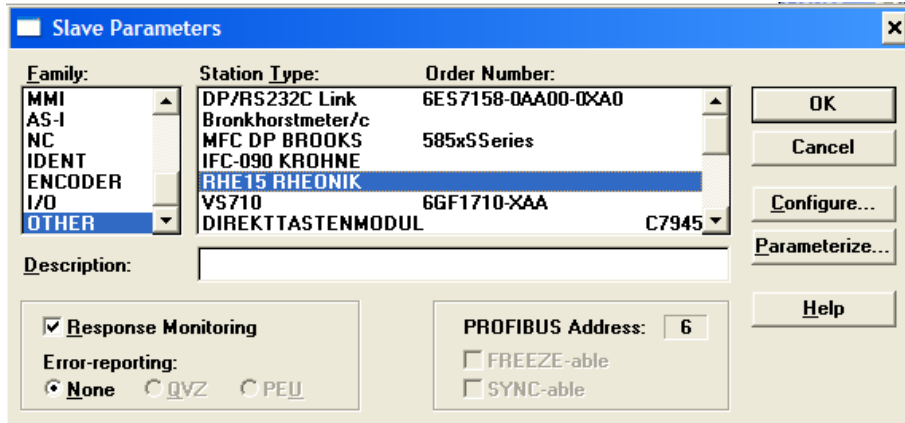 Slave Parameters
Family:
Station Type:
Order Number:
MMI
AS-I
NC
IDENT
ENCODER
I/O
OTHER
DP/RS232C Link 6ES7158-0AA00-0XA0
Bronkhorstmeter/c
MFC DP BROOKS 585xSSeries
IFC-090 KROHNE
RHE15 RHEONIK
VS710 6GF1710-XAA
DIREKTTASTENMODUL C7945
OK
Cancel
Configure...
Parameterize...
Help
Description:
Response Monitoring
Error-reporting:
None QVZ PEU
PROFIBUS Address: 6
FREEZE-able
SYNC-able